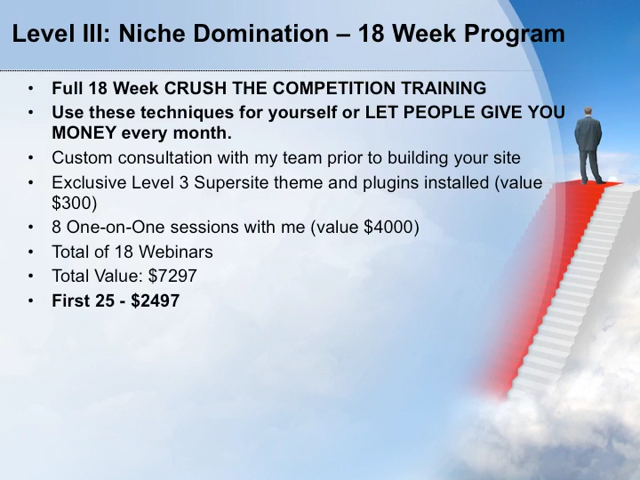 Level III: Niche Domination – 18 Week Program
• Full 18 Week CRUSH THE COMPETITION TRAINING
• Use these techniques for yourself or LET PEOPLE GIVE YOU
MONEY every month.
• Custom consultation with my team prior to building your site
• Exclusive Level 3 Supersite theme and plugins installed (value
$300)
• 8 One-on-One sessions with me (value $4000)
• Total of 18 Webinars
• Total Value: $7297
• First 25 - $2497